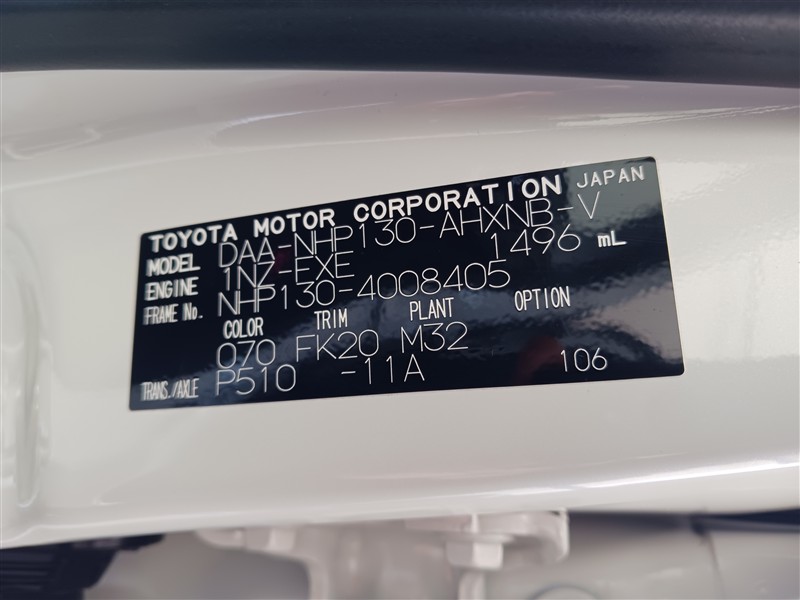 TOYOTA MOTOR CORPORATION JAPAN
MODEL DAA-NHP130-AHXNB-V
ENGINE 1NZ-EXE 1496 mL
FRAME No. NHP130-4008405
COLOR TRIM PLANT OPTION
070 FK20 M32
TRANS./AXLE P510 -11A 106